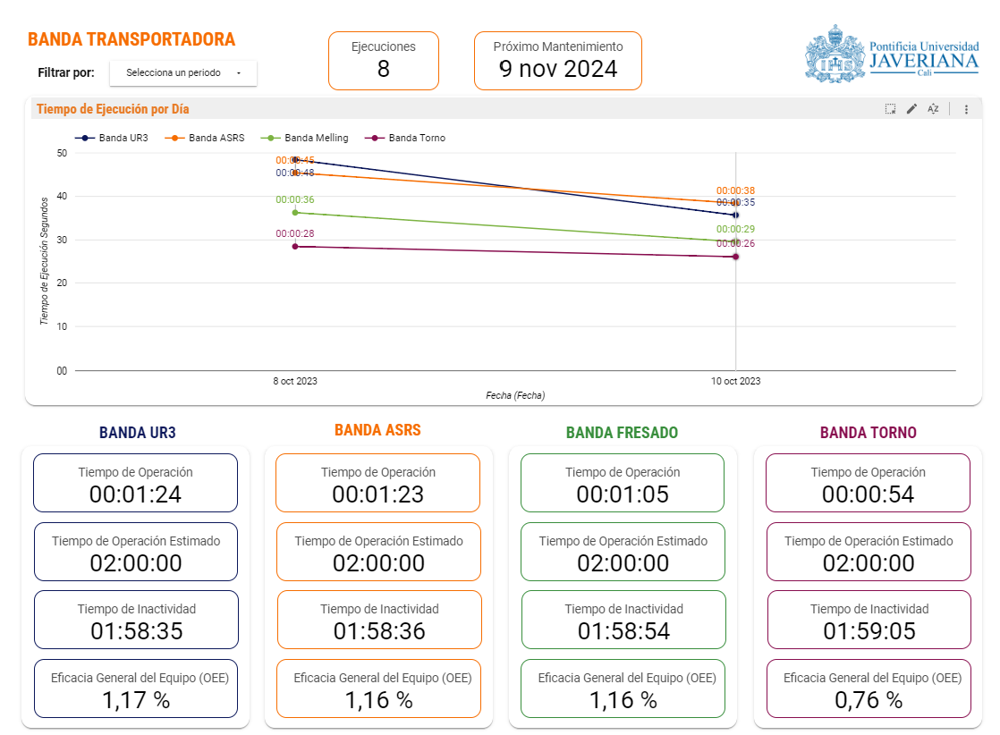 BANDA TRANSPORTADORA
Filtrar por:
Selecciona un periodo
Ejecuciones
8
Próximo Mantenimiento
9 nov 2024
Pontificia Universidad
JAVERIANA
Cali
Tiempo de Ejecución por Día
AZ
Banda UR3
Banda ASRS
Banda Melling
Banda Torno
Tiempo de Ejecución Segundos
50
40
30
20
10
00
00:00:45
00:00:48
00:00:36
00:00:28
00:00:38
00:00:35
00:00:29
00:00:26
8 oct 2023
10 oct 2023
Fecha (Fecha)
BANDA UR3
Tiempo de Operación
00:01:24
Tiempo de Operación Estimado
02:00:00
Tiempo de Inactividad
01:58:35
Eficacia General del Equipo (OEE)
1,17 %
BANDA ASRS
Tiempo de Operación
00:01:23
Tiempo de Operación Estimado
02:00:00
Tiempo de Inactividad
01:58:36
Eficacia General del Equipo (OEE)
1,16 %
BANDA FRESADO
Tiempo de Operación
00:01:05
Tiempo de Operación Estimado
02:00:00
Tiempo de Inactividad
01:58:54
Eficacia General del Equipo (OEE)
1,16 %
BANDA TORNO
Tiempo de Operación
00:00:54
Tiempo de Operación Estimado
02:00:00
Tiempo de Inactividad
01:59:05
Eficacia General del Equipo (OEE)
0,76 %